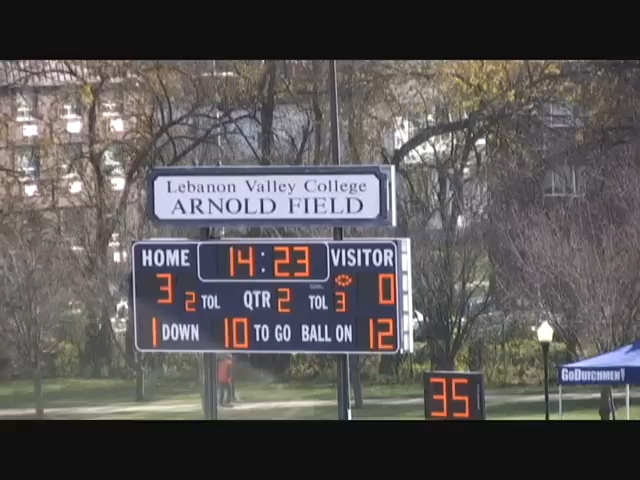 Lebanon Valley College
ARNOLD FIELD
HOME 14:23 VISITOR
3 2 TOL QTR 2 TOL 3 0
1 DOWN 10 TO GO BALL ON 12
35
GODUTCHMEN!